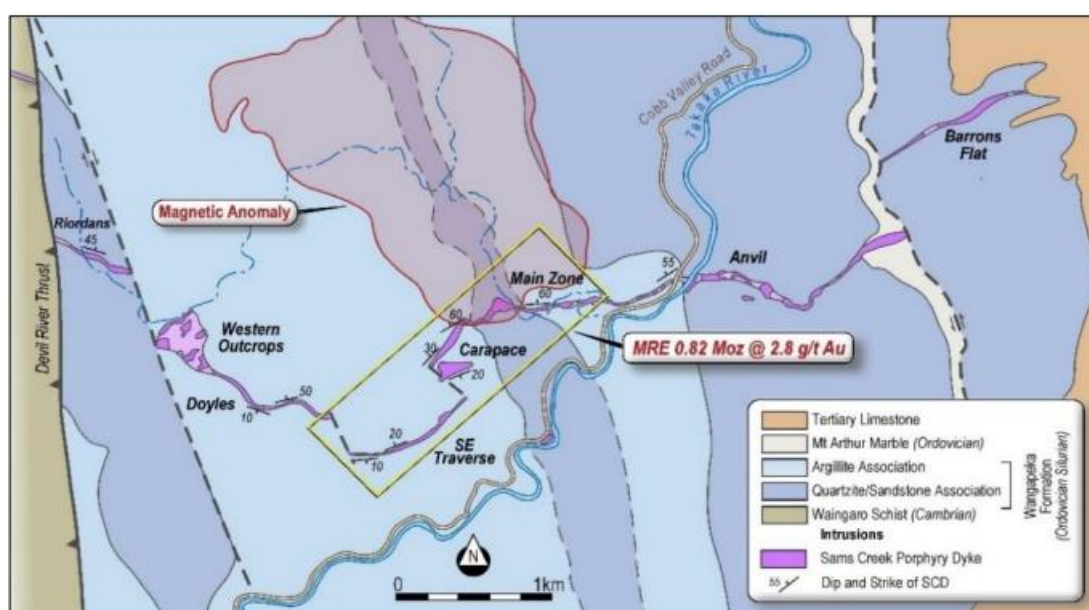 Cobb Valley Road
Takaka River
Barrons
Flat
Magnetic Anomaly
Riordans
45
Devil River Thrust
Main Zone
55
Anvil
60
60
Western
Outcrops
30
Carapace
20
MRE 0.82 Moz @ 2.8 g/t Au
Doyles
10
50
20
10
SE
Traverse
N
0
1km
Tertiary Limestone
Mt Arthur Marble (Ordovician)
Argillite Association
Quartzite/Sandstone Association
Waingaro Schist (Cambrian)
Wangapeka
Formation
(Ordovician Silurian)
Intrusions
Sams Creek Porphyry Dyke
55 Dip and Strike of SCD